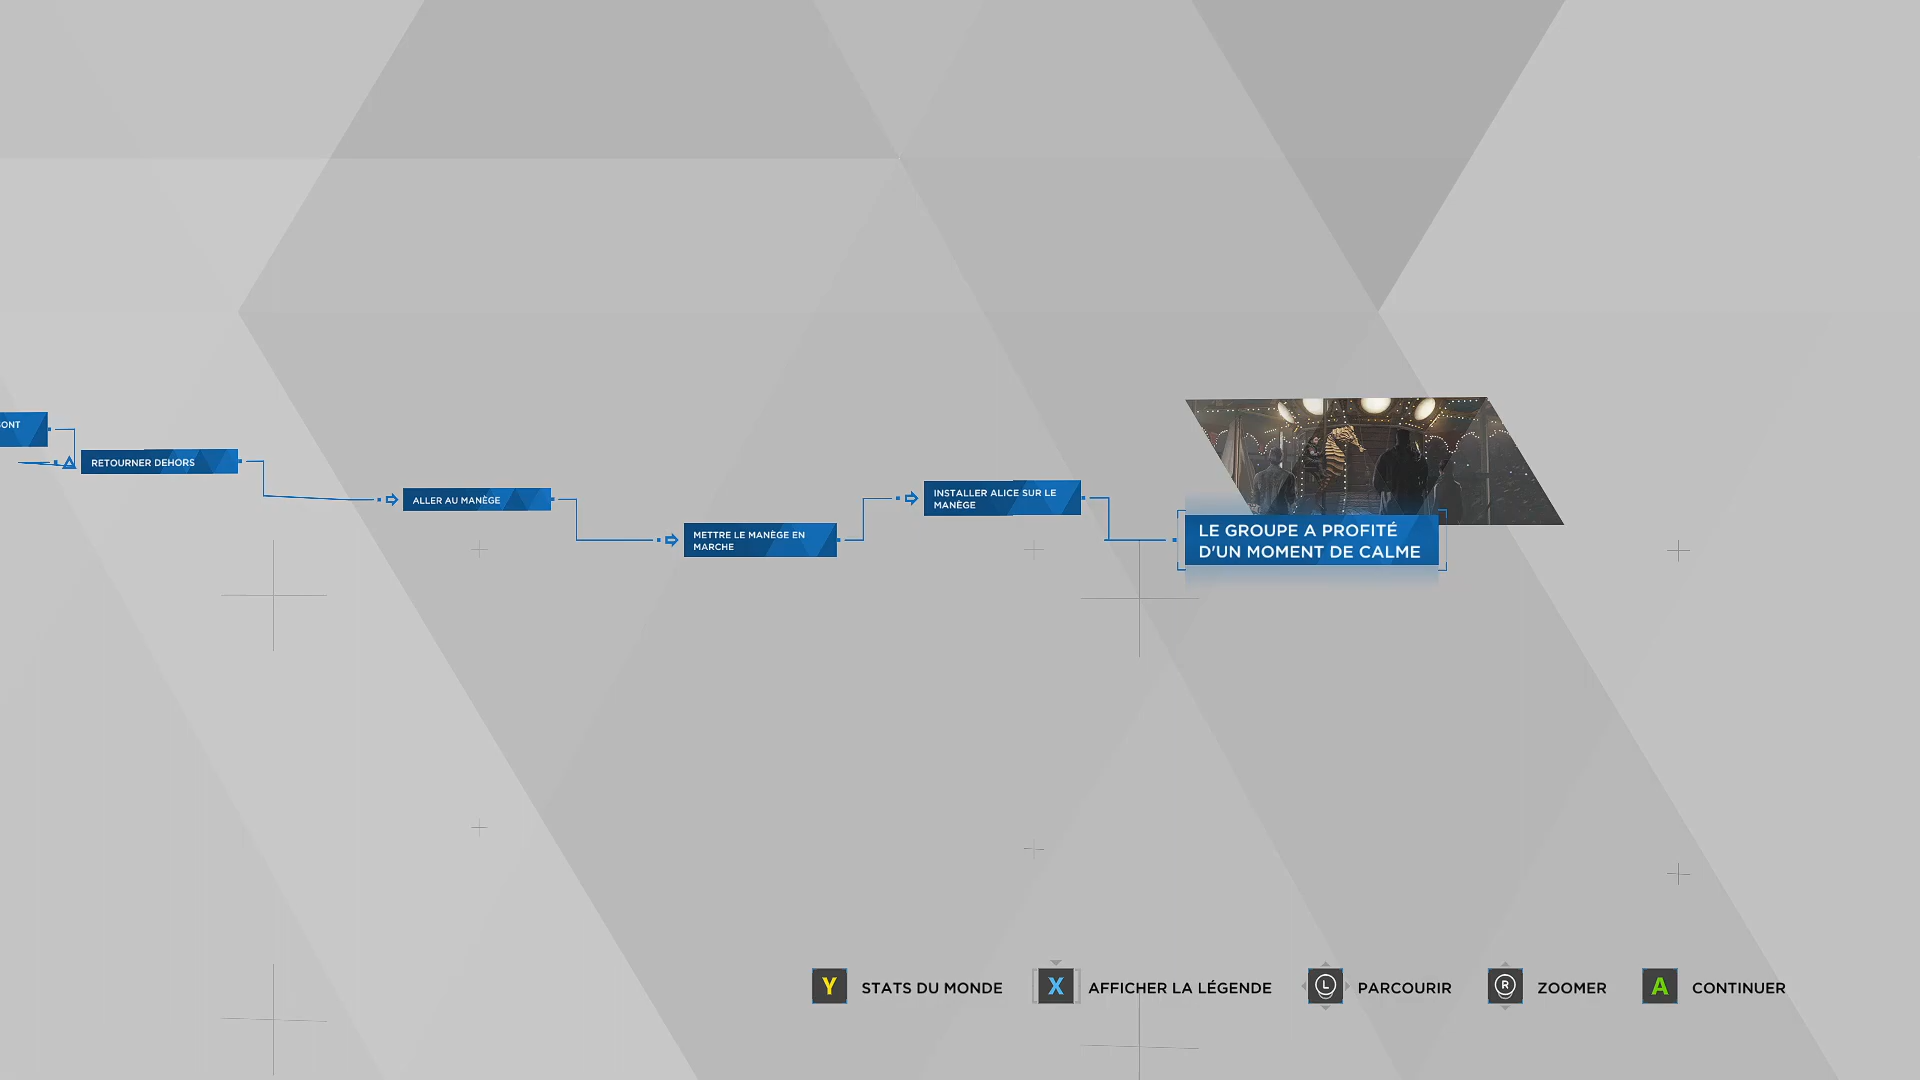 ONT
RETOURNER DEHORS
ALLER AU MANÈGE
METTRE LE MANÈGE EN
MARCHE
INSTALLER ALICE SUR LE
MANÈGE
LE GROUPE A PROFITÉ
D'UN MOMENT DE CALME
Y STATS DU MONDE
X AFFICHER LA LÉGENDE
L PARCOURIR
R ZOOMER
A CONTINUER